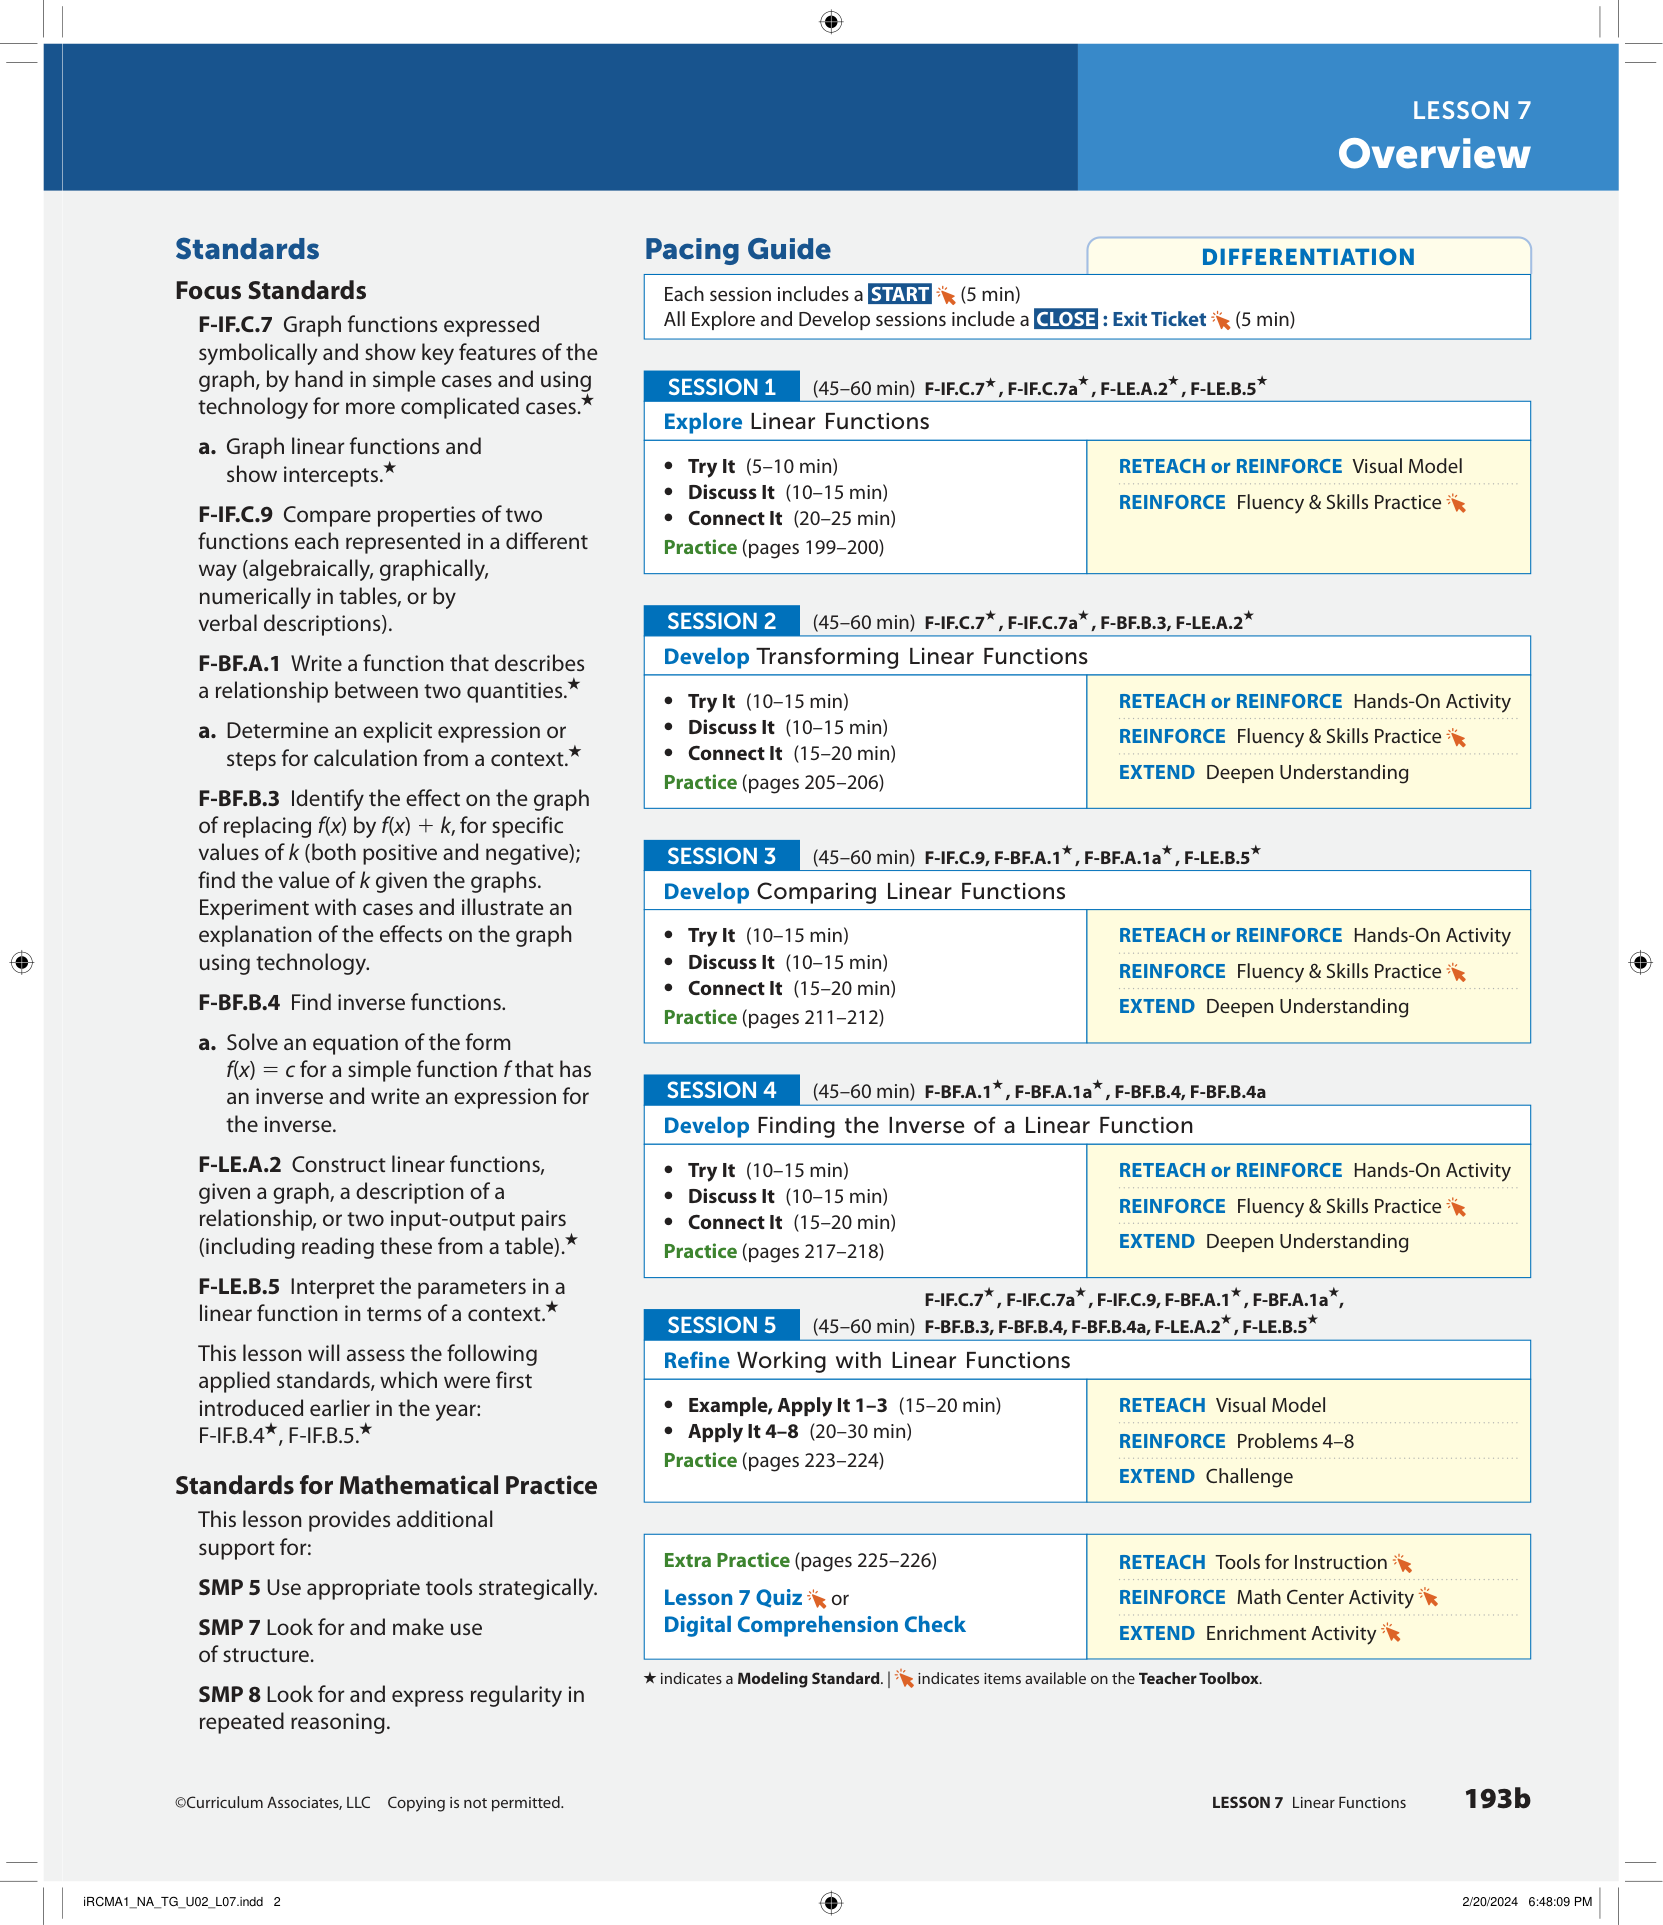 LESSON 7
Overview
Standards
Focus Standards
F-IF.C.7 Graph functions expressed
symbolically and show key features of the
graph, by hand in simple cases and using
technology for more complicated cases.★
a. Graph linear functions and
show intercepts.★
F-IF.C.9 Compare properties of two
functions each represented in a different
way (algebraically, graphically,
numerically in tables, or by
verbal descriptions).
F-BF.A.1 Write a function that describes
a relationship between two quantities.★
a. Determine an explicit expression or
steps for calculation from a context.★
F-BF.B.3 Identify the effect on the graph
of replacing f(x) by f(x) + k, for specific
values of k (both positive and negative);
find the value of k given the graphs.
Experiment with cases and illustrate an
explanation of the effects on the graph
using technology.
F-BF.B.4 Find inverse functions.
a. Solve an equation of the form
f(x) = c for a simple function f that has
an inverse and write an expression for
the inverse.
F-LE.A.2 Construct linear functions,
given a graph, a description of a
relationship, or two input-output pairs
(including reading these from a table).★
F-LE.B.5 Interpret the parameters in a
linear function in terms of a context.★
This lesson will assess the following
applied standards, which were first
introduced earlier in the year:
F-IF.B.4★, F-IF.B.5.★
Standards for Mathematical Practice
This lesson provides additional
support for:
SMP 5 Use appropriate tools strategically.
SMP 7 Look for and make use
of structure.
SMP 8 Look for and express regularity in
repeated reasoning.
Pacing Guide
DIFFERENTIATION
Each session includes a START (5 min)
All Explore and Develop sessions include a CLOSE : Exit Ticket (5 min)
SESSION 1 (45–60 min) F-IF.C.7★, F-IF.C.7a★, F-LE.A.2★, F-LE.B.5★
Explore Linear Functions
• Try It (5–10 min)
• Discuss It (10–15 min)
• Connect It (20–25 min)
Practice (pages 199–200)
RETEACH or REINFORCE Visual Model
REINFORCE Fluency & Skills Practice
SESSION 2 (45–60 min) F-IF.C.7★, F-IF.C.7a★, F-BF.B.3, F-LE.A.2★
Develop Transforming Linear Functions
• Try It (10–15 min)
• Discuss It (10–15 min)
• Connect It (15–20 min)
Practice (pages 205–206)
RETEACH or REINFORCE Hands-On Activity
REINFORCE Fluency & Skills Practice
EXTEND Deepen Understanding
SESSION 3 (45–60 min) F-IF.C.9, F-BF.A.1★, F-BF.A.1a★, F-LE.B.5★
Develop Comparing Linear Functions
• Try It (10–15 min)
• Discuss It (10–15 min)
• Connect It (15–20 min)
Practice (pages 211–212)
RETEACH or REINFORCE Hands-On Activity
REINFORCE Fluency & Skills Practice
EXTEND Deepen Understanding
SESSION 4 (45–60 min) F-BF.A.1★, F-BF.A.1a★, F-BF.B.4, F-BF.B.4a
Develop Finding the Inverse of a Linear Function
• Try It (10–15 min)
• Discuss It (10–15 min)
• Connect It (15–20 min)
Practice (pages 217–218)
RETEACH or REINFORCE Hands-On Activity
REINFORCE Fluency & Skills Practice
EXTEND Deepen Understanding
F-IF.C.7★, F-IF.C.7a★, F-IF.C.9, F-BF.A.1★, F-BF.A.1a★,
SESSION 5 (45–60 min) F-BF.B.3, F-BF.B.4, F-BF.B.4a, F-LE.A.2★, F-LE.B.5★
Refine Working with Linear Functions
• Example, Apply It 1–3 (15–20 min)
• Apply It 4–8 (20–30 min)
Practice (pages 223–224)
RETEACH Visual Model
REINFORCE Problems 4–8
EXTEND Challenge
Extra Practice (pages 225–226)
Lesson 7 Quiz or
Digital Comprehension Check
RETEACH Tools for Instruction
REINFORCE Math Center Activity
EXTEND Enrichment Activity
★ indicates a Modeling Standard. | indicates items available on the Teacher Toolbox.
©Curriculum Associates, LLC Copying is not permitted.
LESSON 7 Linear Functions 193b
iRCMA1_NA_TG_U02_L07.indd 2
2/20/2024 6:48:09 PM